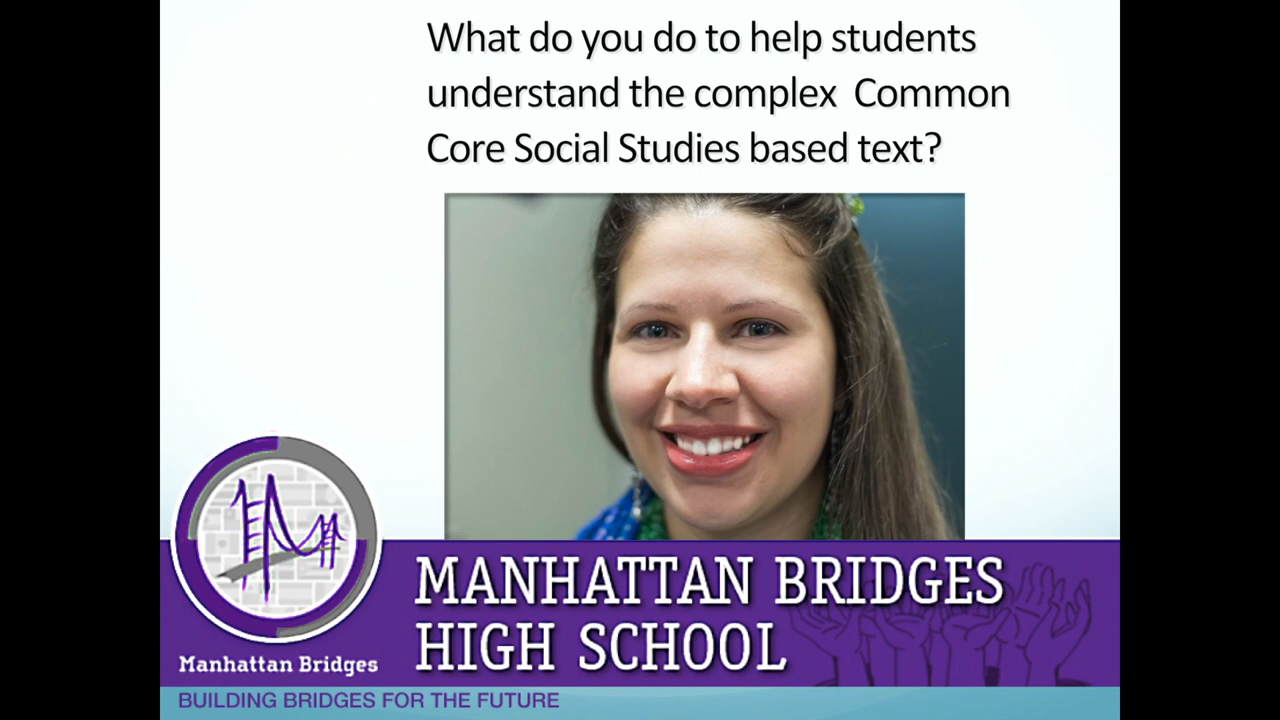 What do you do to help students
understand the complex  Common
Core Social Studies based text?
MANHATTAN BRIDGES
HIGH SCHOOL
Manhattan Bridges
BUILDING BRIDGES FOR THE FUTURE